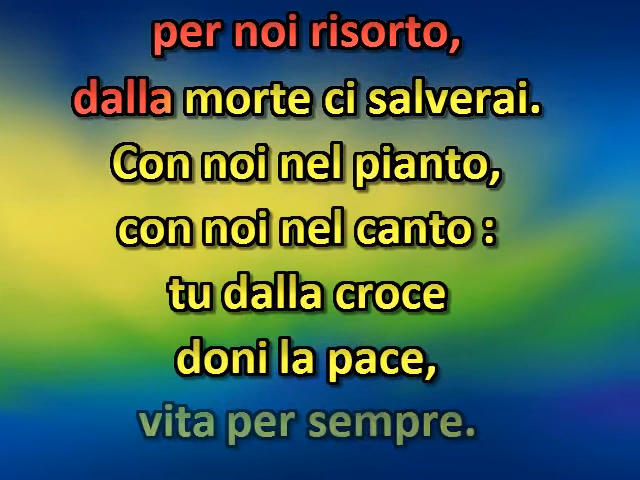 per noi risorto,
dalla morte ci salverai.
Con noi nel pianto,
con noi nel canto :
tu dalla croce
doni la pace,
vita per sempre.